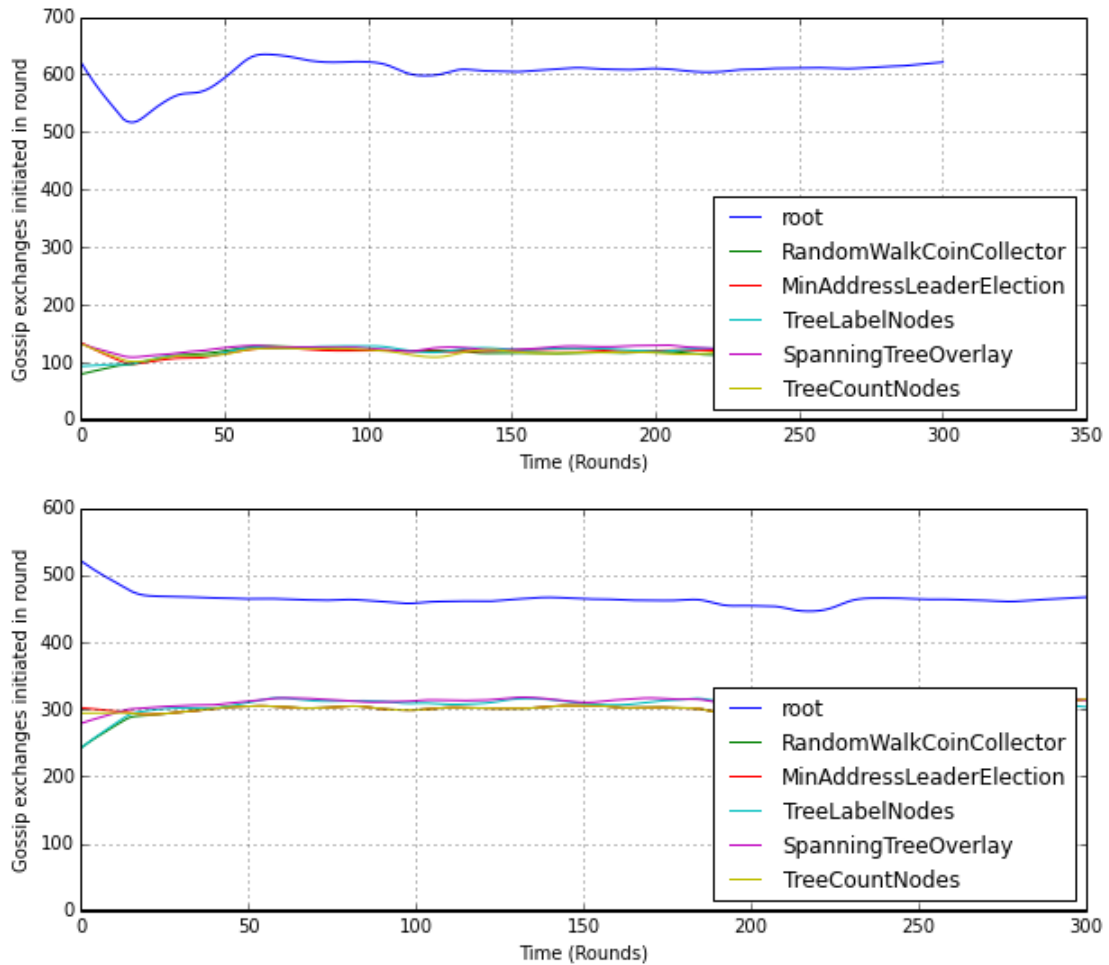 700
600
500
400
300
200
100
0
Gossip exchanges initiated in round
root
RandomWalkCoinCollector
MinAddressLeaderElection
TreeLabelNodes
SpanningTreeOverlay
TreeCountNodes
0 50 100 150 200 250 300 350
Time (Rounds)
600
500
400
300
200
100
0
Gossip exchanges initiated in round
root
RandomWalkCoinCollector
MinAddressLeaderElection
TreeLabelNodes
SpanningTreeOverlay
TreeCountNodes
0 50 100 150 200 250 300
Time (Rounds)